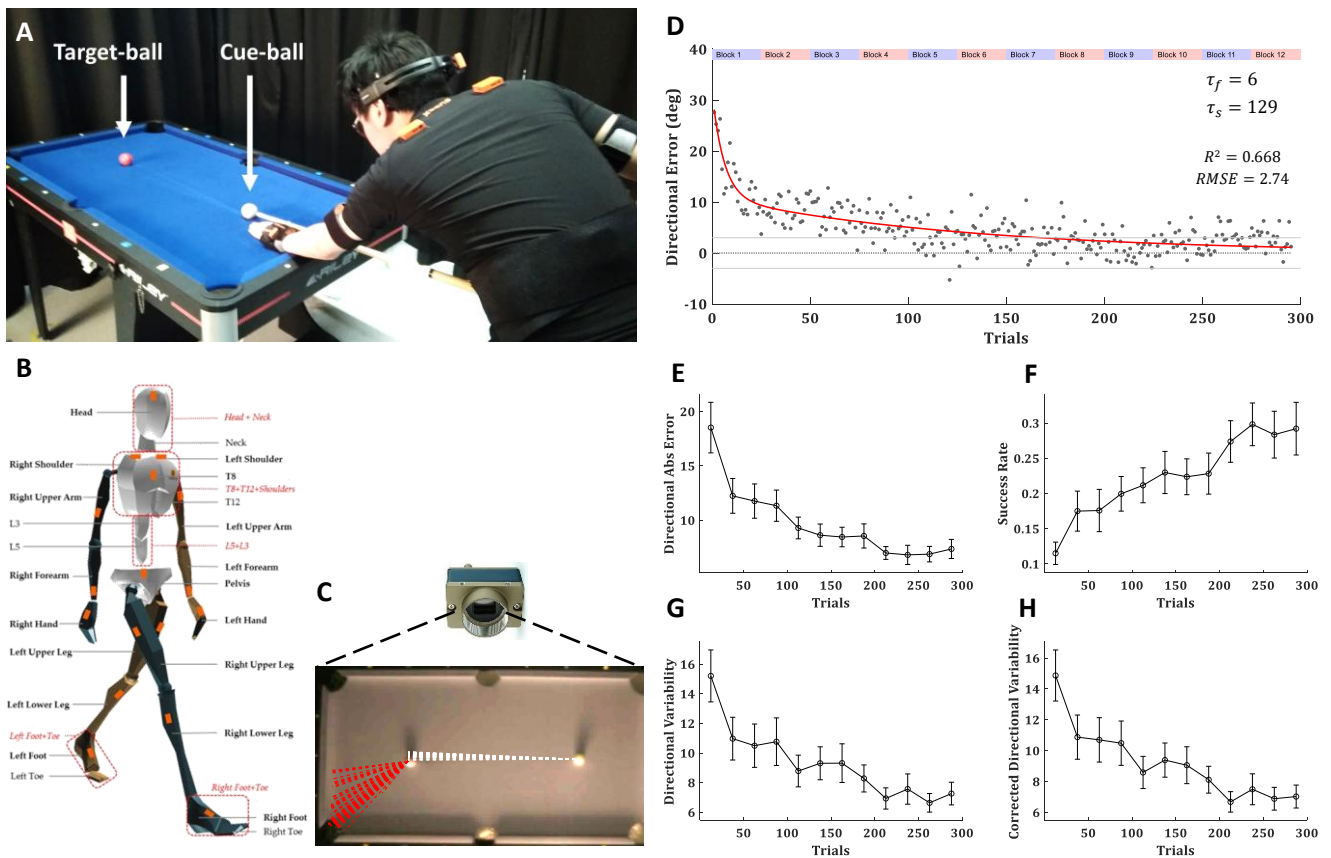 A
Target-ball
Cue-ball
RILEY
RILEY
B
Head
Head + Neck
Neck
Right Shoulder
Left Shoulder
T8
T8+T12+Shoulders
Right Upper Arm
T12
L3
Left Upper Arm
L5
L5+L3
Left Forearm
Right Forearm
Pelvis
Right Hand
Left Hand
Left Upper Leg
Right Upper Leg
Left Lower Leg
Right Lower Leg
Left Foot+Toe
Left Foot
Left Toe
Right Foot+Toe
Right Foot
Right Toe
C
D
Block 1 Block 2 Block 3 Block 4 Block 5 Block 6 Block 7 Block 8 Block 9 Block 10 Block 11 Block 12
τf = 6
τs = 129
R² = 0.668
RMSE = 2.74
Directional Error (deg)
40
30
20
10
0
-10
0 50 100 150 200 250 300
Trials
E
Directional Abs Error
20
15
10
50 100 150 200 250 300
Trials
F
Success Rate
0.3
0.25
0.2
0.15
0.1
50 100 150 200 250 300
Trials
G
Directional Variability
16
14
12
10
8
6
50 100 150 200 250 300
Trials
H
Corrected Directional Variability
16
14
12
10
8
6
50 100 150 200 250 300
Trials